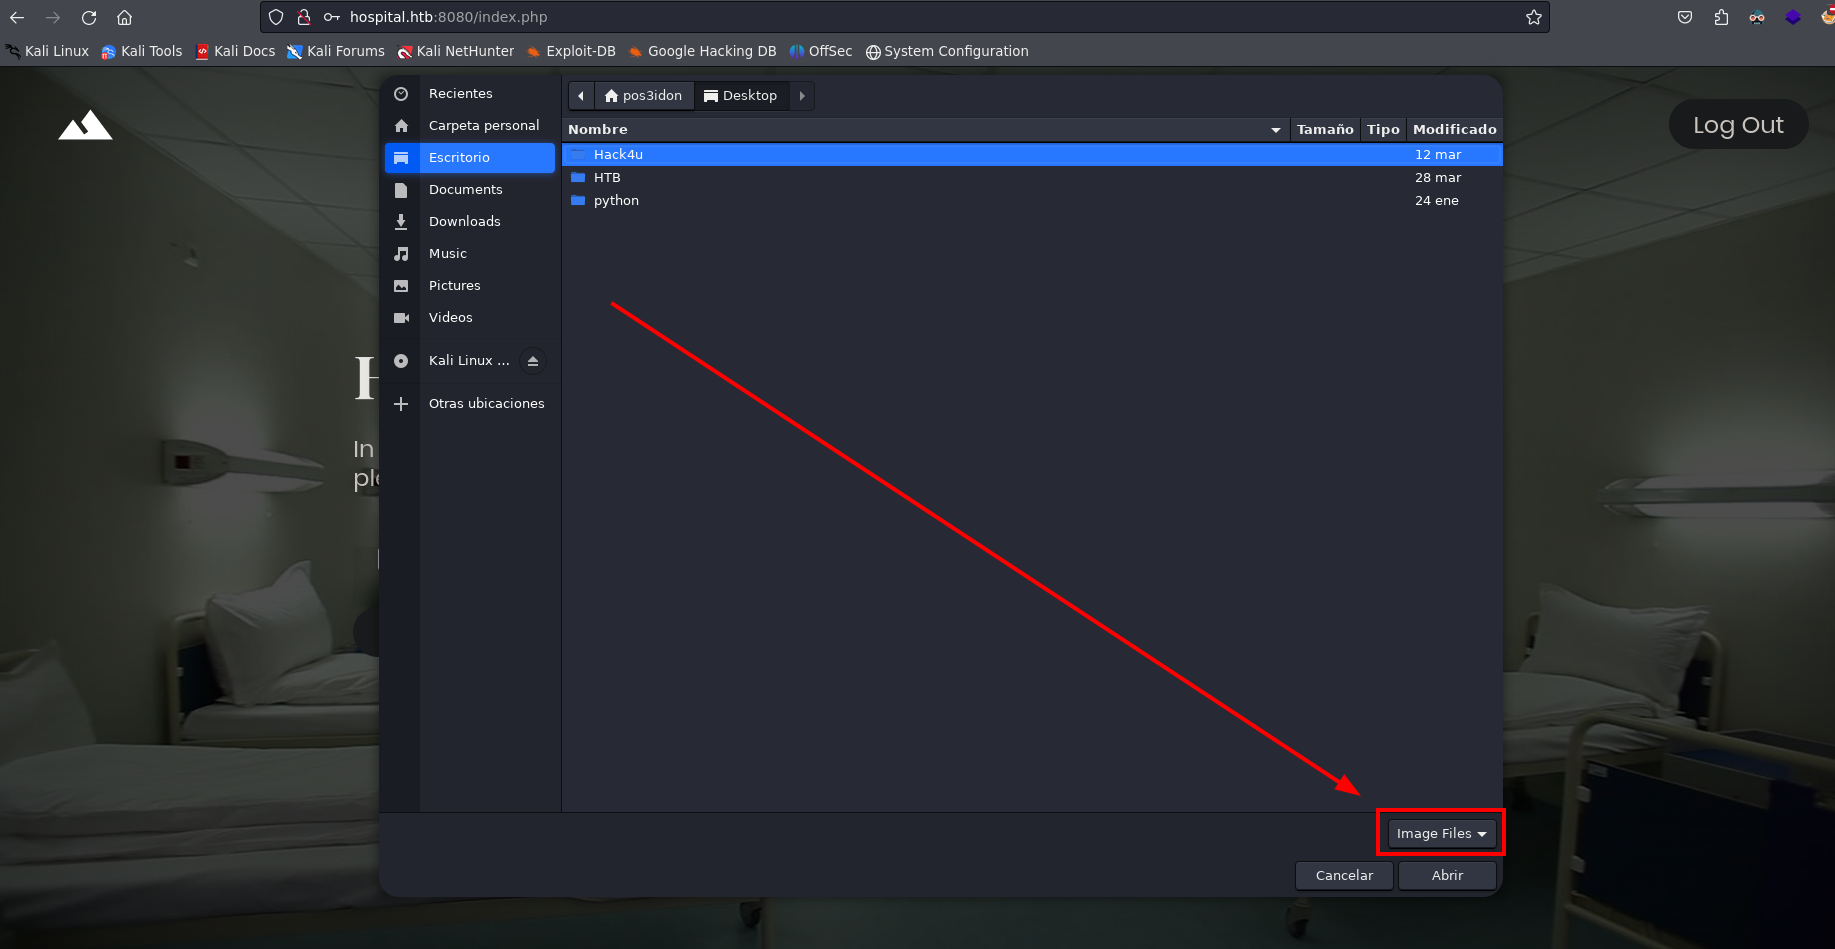 hospital.htb:8080/index.php
Kali Linux Kali Tools Kali Docs Kali Forums Kali NetHunter Exploit-DB Google Hacking DB OffSec System Configuration
Log Out
Recientes
Carpeta personal
Escritorio
Documents
Downloads
Music
Pictures
Videos
Kali Linux ...
Otras ubicaciones
pos3idon Desktop
Nombre Tamaño Tipo Modificado
Hack4u 12 mar
HTB 28 mar
python 24 ene
H
In
ple
Image Files
Cancelar Abrir